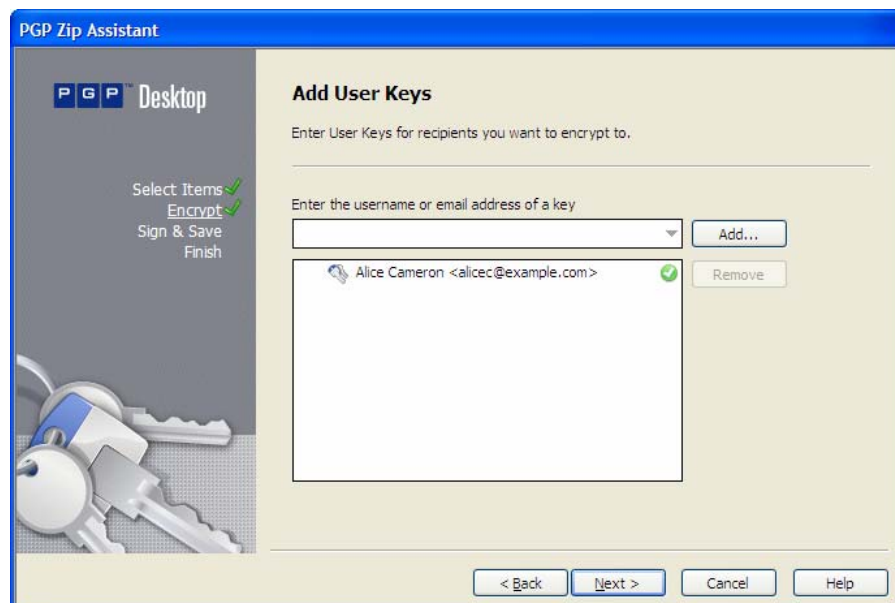 PGP Zip Assistant
PGP™ Desktop
Select Items
Encrypt
Sign & Save
Finish
Add User Keys
Enter User Keys for recipients you want to encrypt to.
Enter the username or email address of a key
Add...
Alice Cameron <alicec@example.com>
Remove
< Back
Next >
Cancel
Help